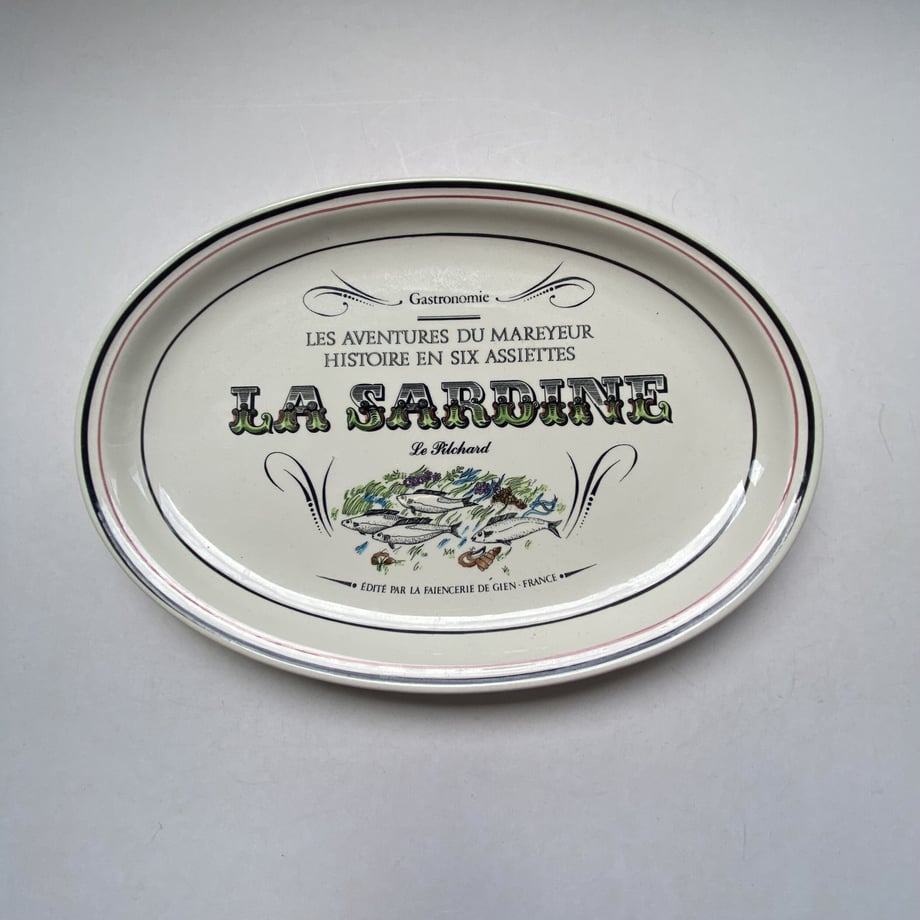 Gastronomie
LES AVENTURES DU MAREYEUR
HISTOIRE EN SIX ASSIETTES
LA SARDINE
Le Pilchard
ÉDITÉ PAR LA FAIENCERIE DE GIEN - FRANCE